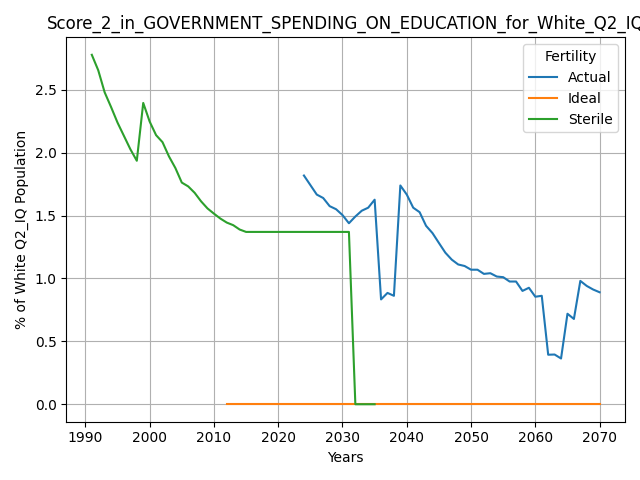 Score_2_in_GOVERNMENT_SPENDING_ON_EDUCATION_for_White_Q2_IQ
Fertility
Actual
Ideal
Sterile
% of White Q2_IQ Population
2.5
2.0
1.5
1.0
0.5
0.0
1990 2000 2010 2020 2030 2040 2050 2060 2070
Years